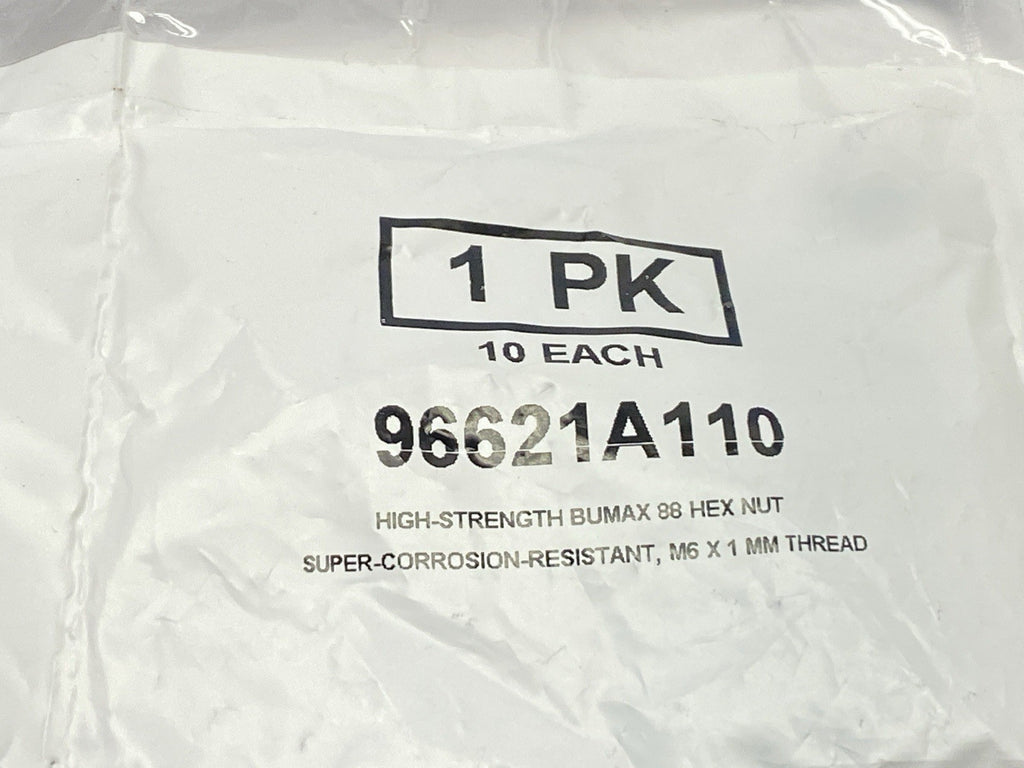 1 PK
10 EACH
96621A110
HIGH-STRENGTH BUMAX 88 HEX NUT
SUPER-CORROSION-RESISTANT, M6 X 1 MM THREAD